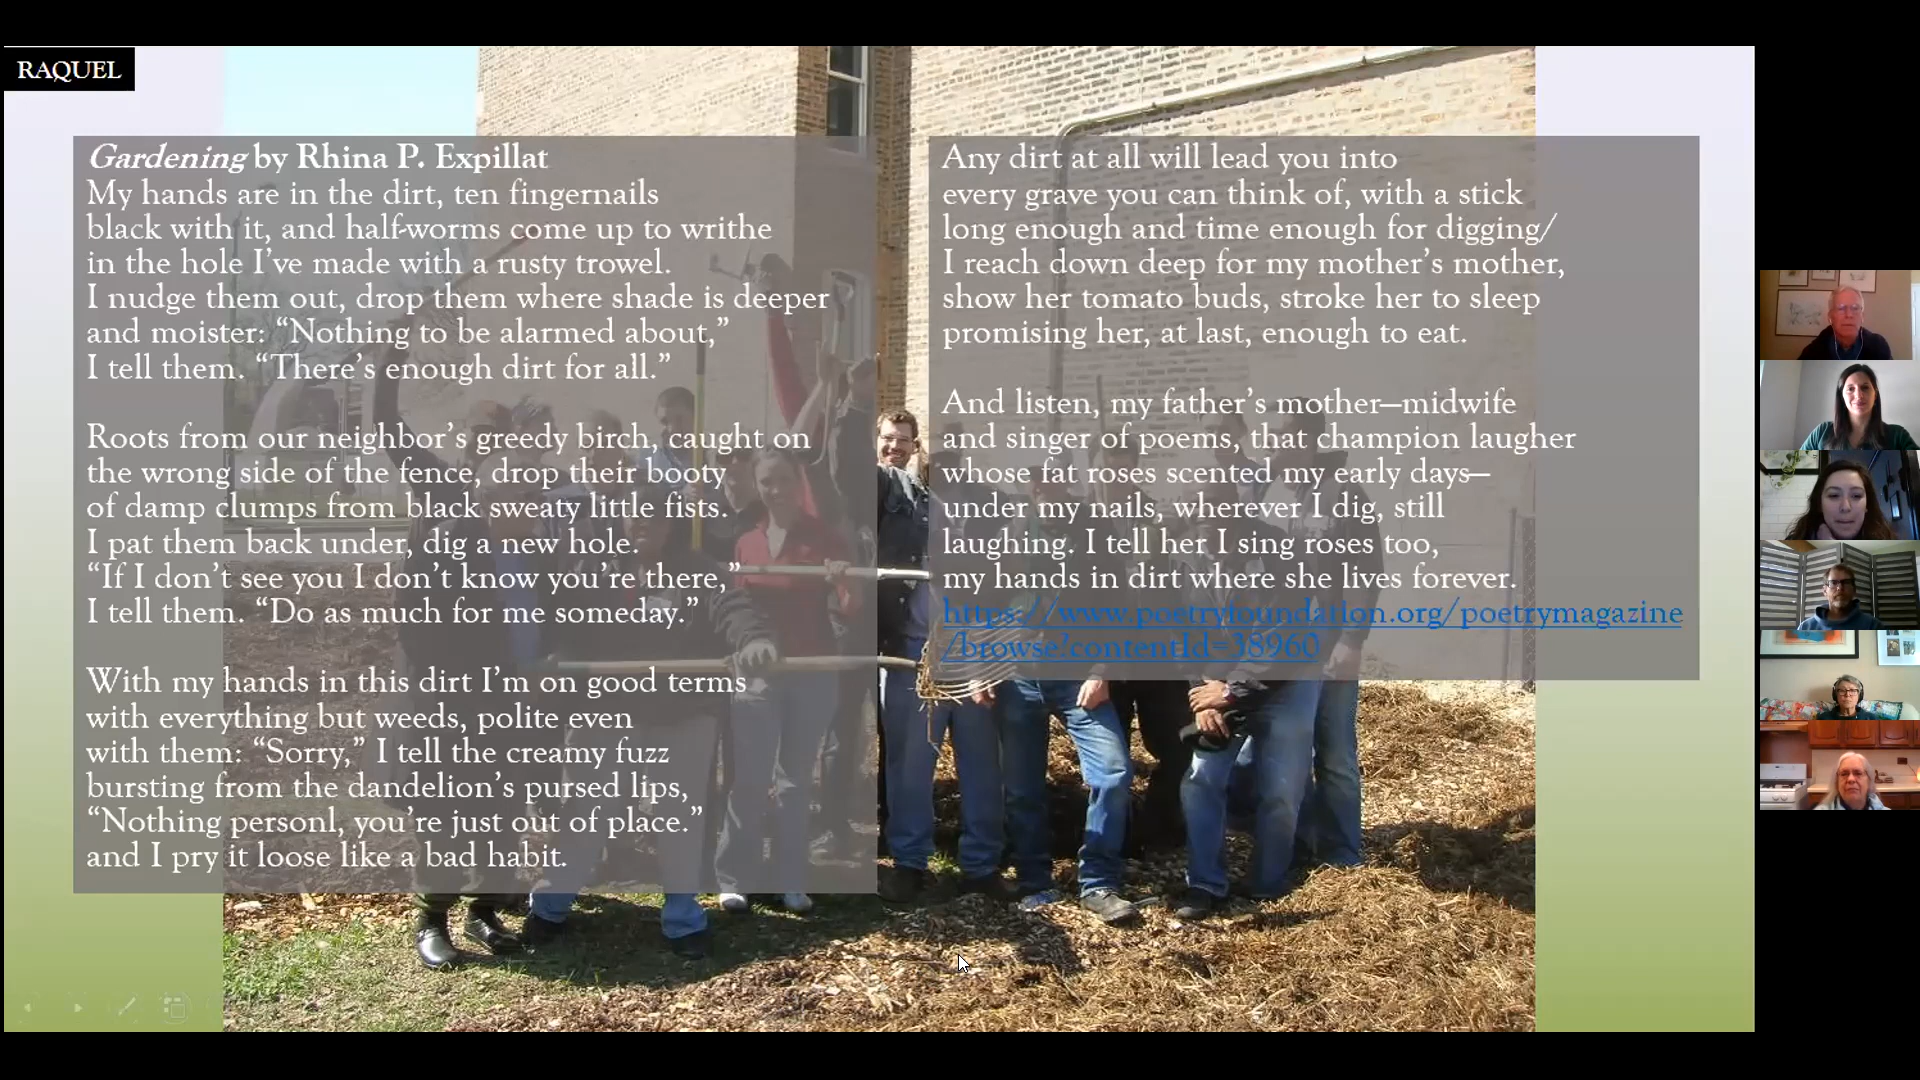 RAQUEL
Gardening by Rhina P. Expillat
My hands are in the dirt, ten fingernails
black with it, and half-worms come up to writhe
in the hole I've made with a rusty trowel.
I nudge them out, drop them where shade is deeper
and moister: “Nothing to be alarmed about,”
I tell them. “There's enough dirt for all.”
Roots from our neighbor's greedy birch, caught on
the wrong side of the fence, drop their booty
of damp clumps from black sweaty little fists.
I pat them back under, dig a new hole.
“If I don't see you I don't know you're there,”
I tell them. “Do as much for me someday.”
With my hands in this dirt I'm on good terms
with everything but weeds, polite even
with them: “Sorry,” I tell the creamy fuzz
bursting from the dandelion's pursed lips,
“Nothing personl, you're just out of place.”
and I pry it loose like a bad habit.
Any dirt at all will lead you into
every grave you can think of, with a stick
long enough and time enough for digging/
I reach down deep for my mother's mother,
show her tomato buds, stroke her to sleep
promising her, at last, enough to eat.
And listen, my father's mother—midwife
and singer of poems, that champion laugher
whose fat roses scented my early days—
under my nails, wherever I dig, still
laughing. I tell her I sing roses too,
my hands in dirt where she lives forever.
https://www.poetryfoundation.org/poetrymagazine
/browse?contentId=38960